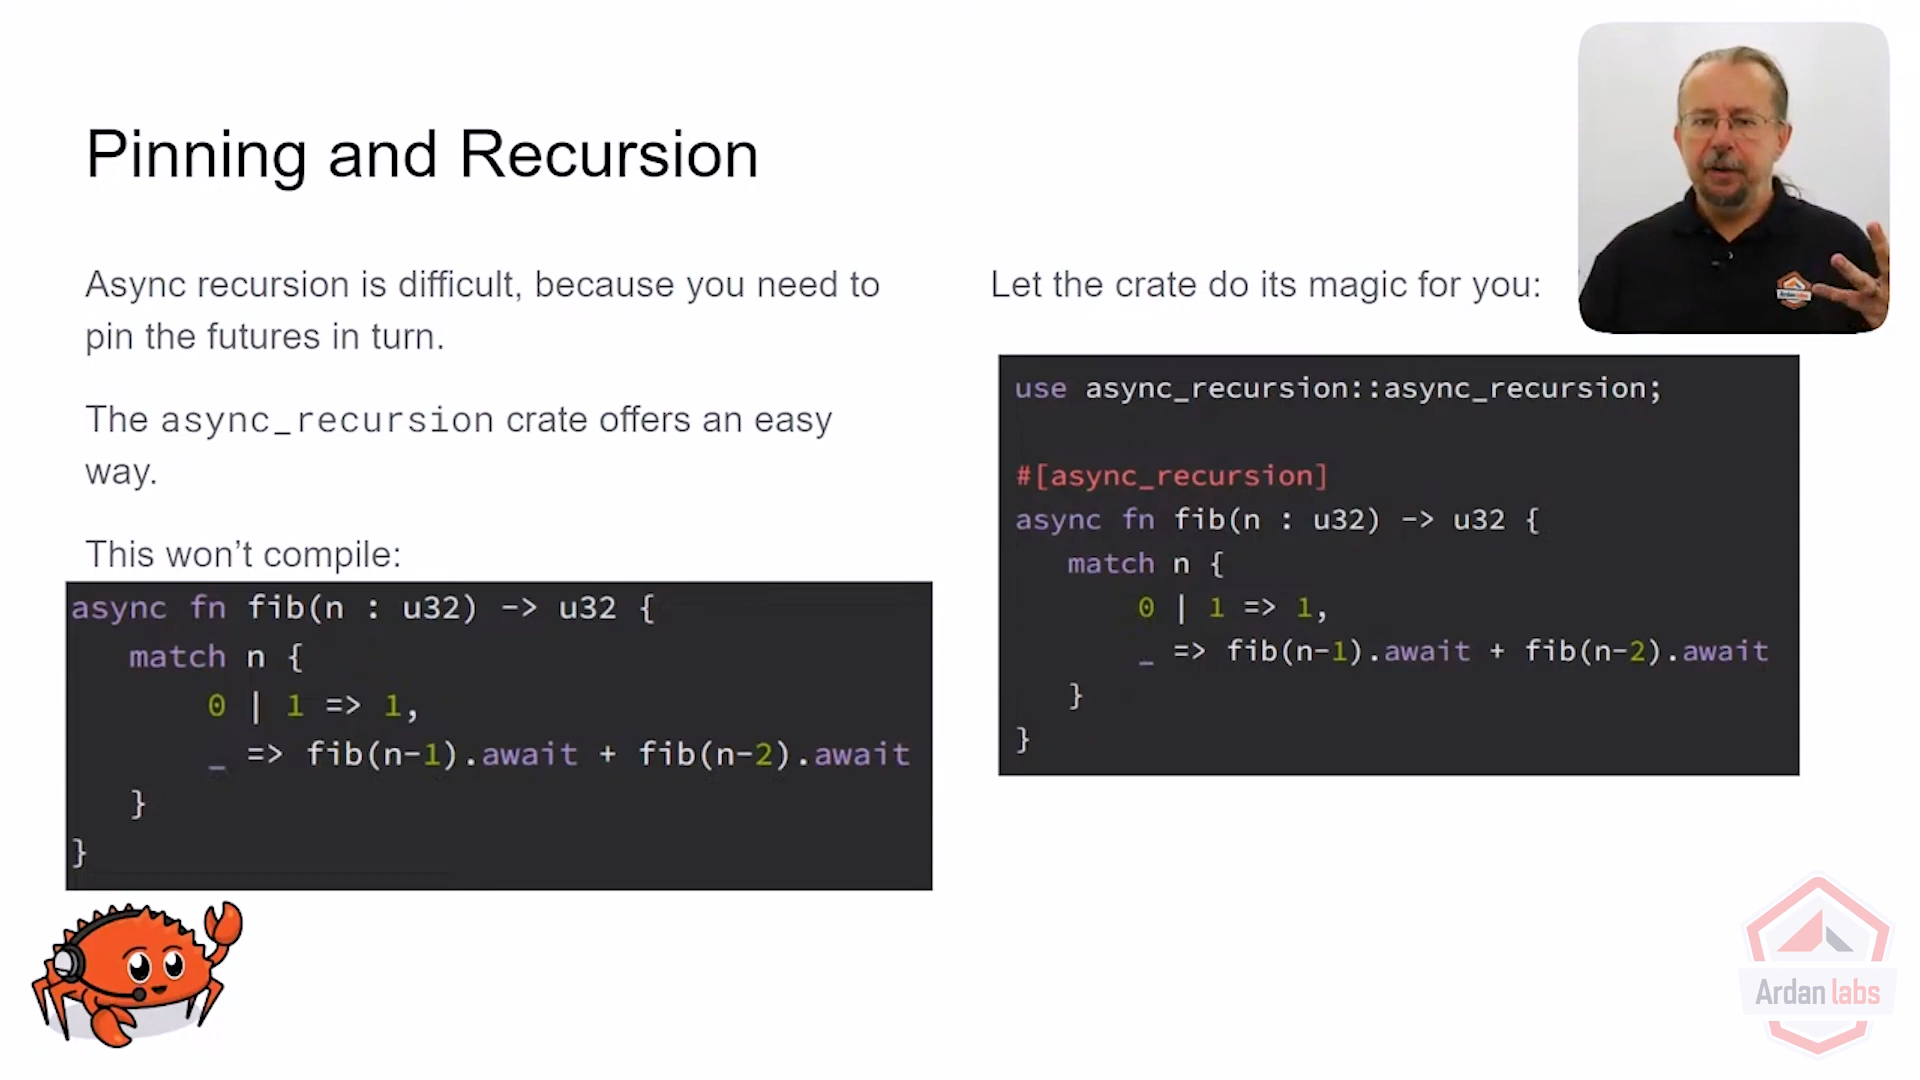 Pinning and Recursion
Async recursion is difficult, because you need to
pin the futures in turn.
The async_recursion crate offers an easy
way.
This won’t compile:
async fn fib(n : u32) -> u32 {
   match n {
       0 | 1 => 1,
       _ => fib(n-1).await + fib(n-2).await
   }
}
Let the crate do its magic for you:
use async_recursion::async_recursion;
#[async_recursion]
async fn fib(n : u32) -> u32 {
   match n {
       0 | 1 => 1,
       _ => fib(n-1).await + fib(n-2).await
   }
}
Ardan labs
Ardan labs